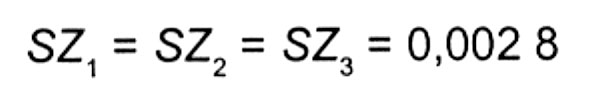 SZ₁ = SZ₂ = SZ₃ = 0,002 8